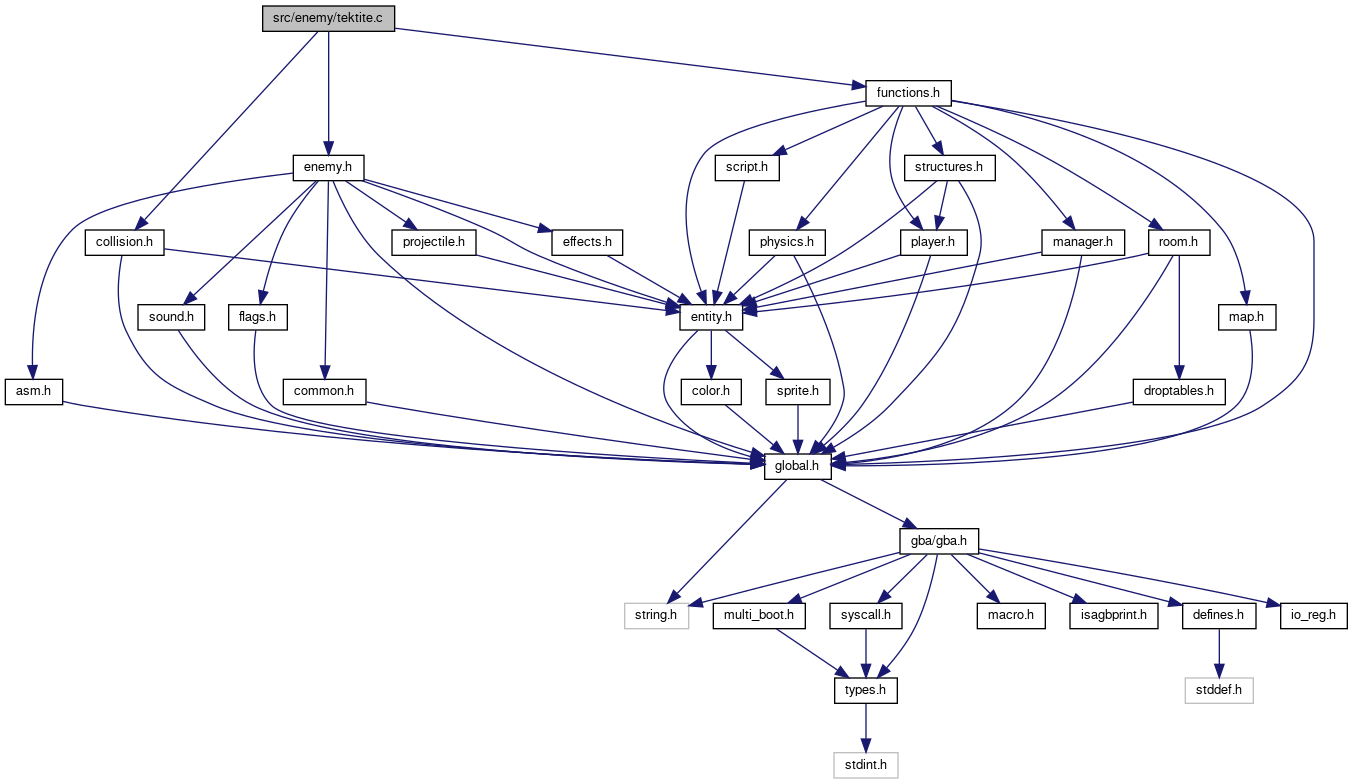 src/enemy/tektite.c
functions.h
enemy.h
script.h
structures.h
collision.h
projectile.h
effects.h
physics.h
player.h
manager.h
room.h
sound.h
flags.h
entity.h
map.h
asm.h
common.h
color.h
sprite.h
droptables.h
global.h
gba/gba.h
string.h
multi_boot.h
syscall.h
macro.h
isagbprint.h
defines.h
io_reg.h
types.h
stddef.h
stdint.h